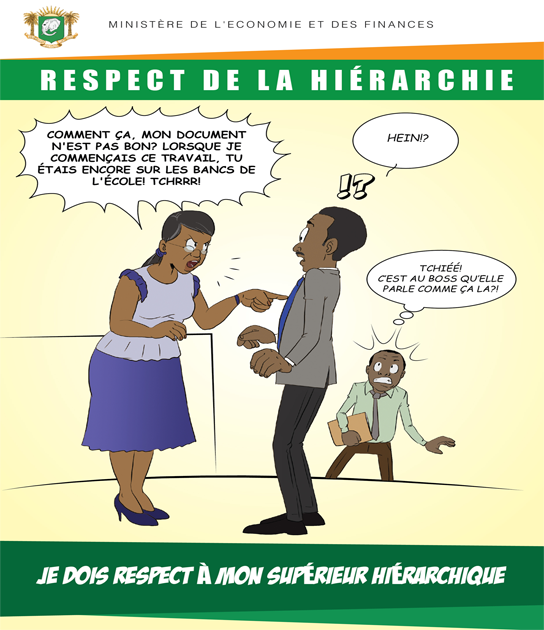 MINISTÈRE DE L'ECONOMIE ET DES FINANCES
RESPECT DE LA HIÉRARCHIE
COMMENT ÇA, MON DOCUMENT
N'EST PAS BON? LORSQUE JE
COMMENÇAIS CE TRAVAIL, TU
ÉTAIS ENCORE SUR LES BANCS DE
L'ÉCOLE! TCHRRR!
HEIN!?
!?
TCHIÉÉ!
C'EST AU BOSS QU'ELLE
PARLE COMME ÇA LA?!
JE DOIS RESPECT À MON SUPÉRIEUR HIÉRARCHIQUE